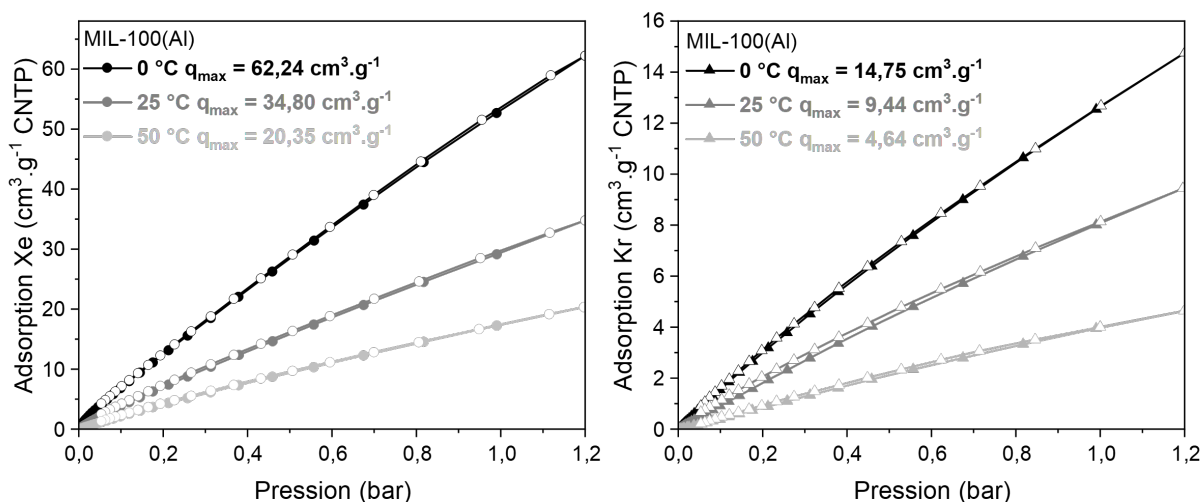 MIL-100(Al)
0 °C q_max = 62,24 cm³.g⁻¹
25 °C q_max = 34,80 cm³.g⁻¹
50 °C q_max = 20,35 cm³.g⁻¹
Adsorption Xe (cm³.g⁻¹ CNTP)
60
50
40
30
20
10
0
0,0 0,2 0,4 0,6 0,8 1,0 1,2
Pression (bar)
MIL-100(Al)
0 °C q_max = 14,75 cm³.g⁻¹
25 °C q_max = 9,44 cm³.g⁻¹
50 °C q_max = 4,64 cm³.g⁻¹
Adsorption Kr (cm³.g⁻¹ CNTP)
16
14
12
10
8
6
4
2
0
0,0 0,2 0,4 0,6 0,8 1,0 1,2
Pression (bar)